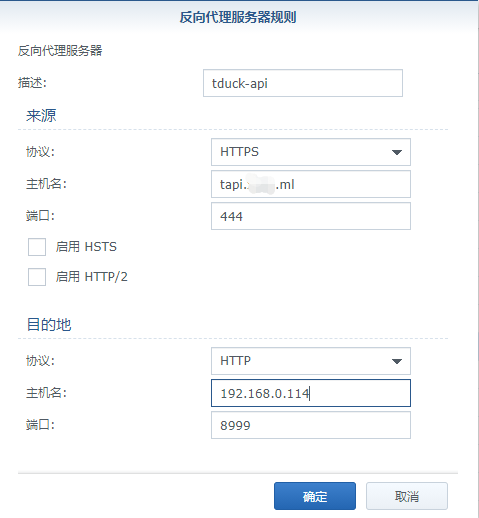 反向代理服务器规则
反向代理服务器
描述: tduck-api
来源
协议: HTTPS
主机名: tapi. .ml
端口: 444
启用 HSTS
启用 HTTP/2
目的地
协议: HTTP
主机名: 192.168.0.114
端口: 8999
确定 取消